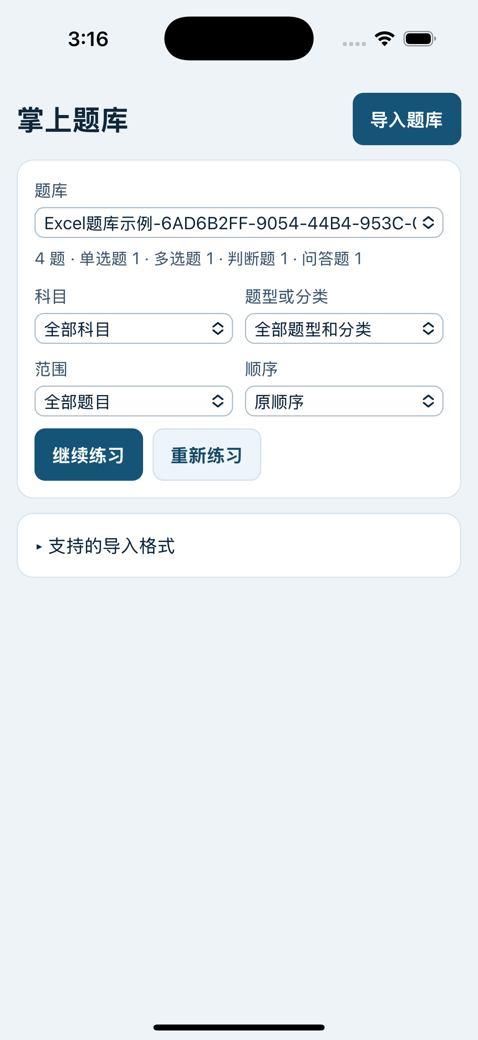 3:16
掌上题库
导入题库
题库
Excel题库示例-6AD6B2FF-9054-44B4-953C-
4 题 · 单选题 1 · 多选题 1 · 判断题 1 · 问答题 1
科目
题型或分类
全部科目
全部题型和分类
范围
顺序
全部题目
原顺序
继续练习
重新练习
▸ 支持的导入格式